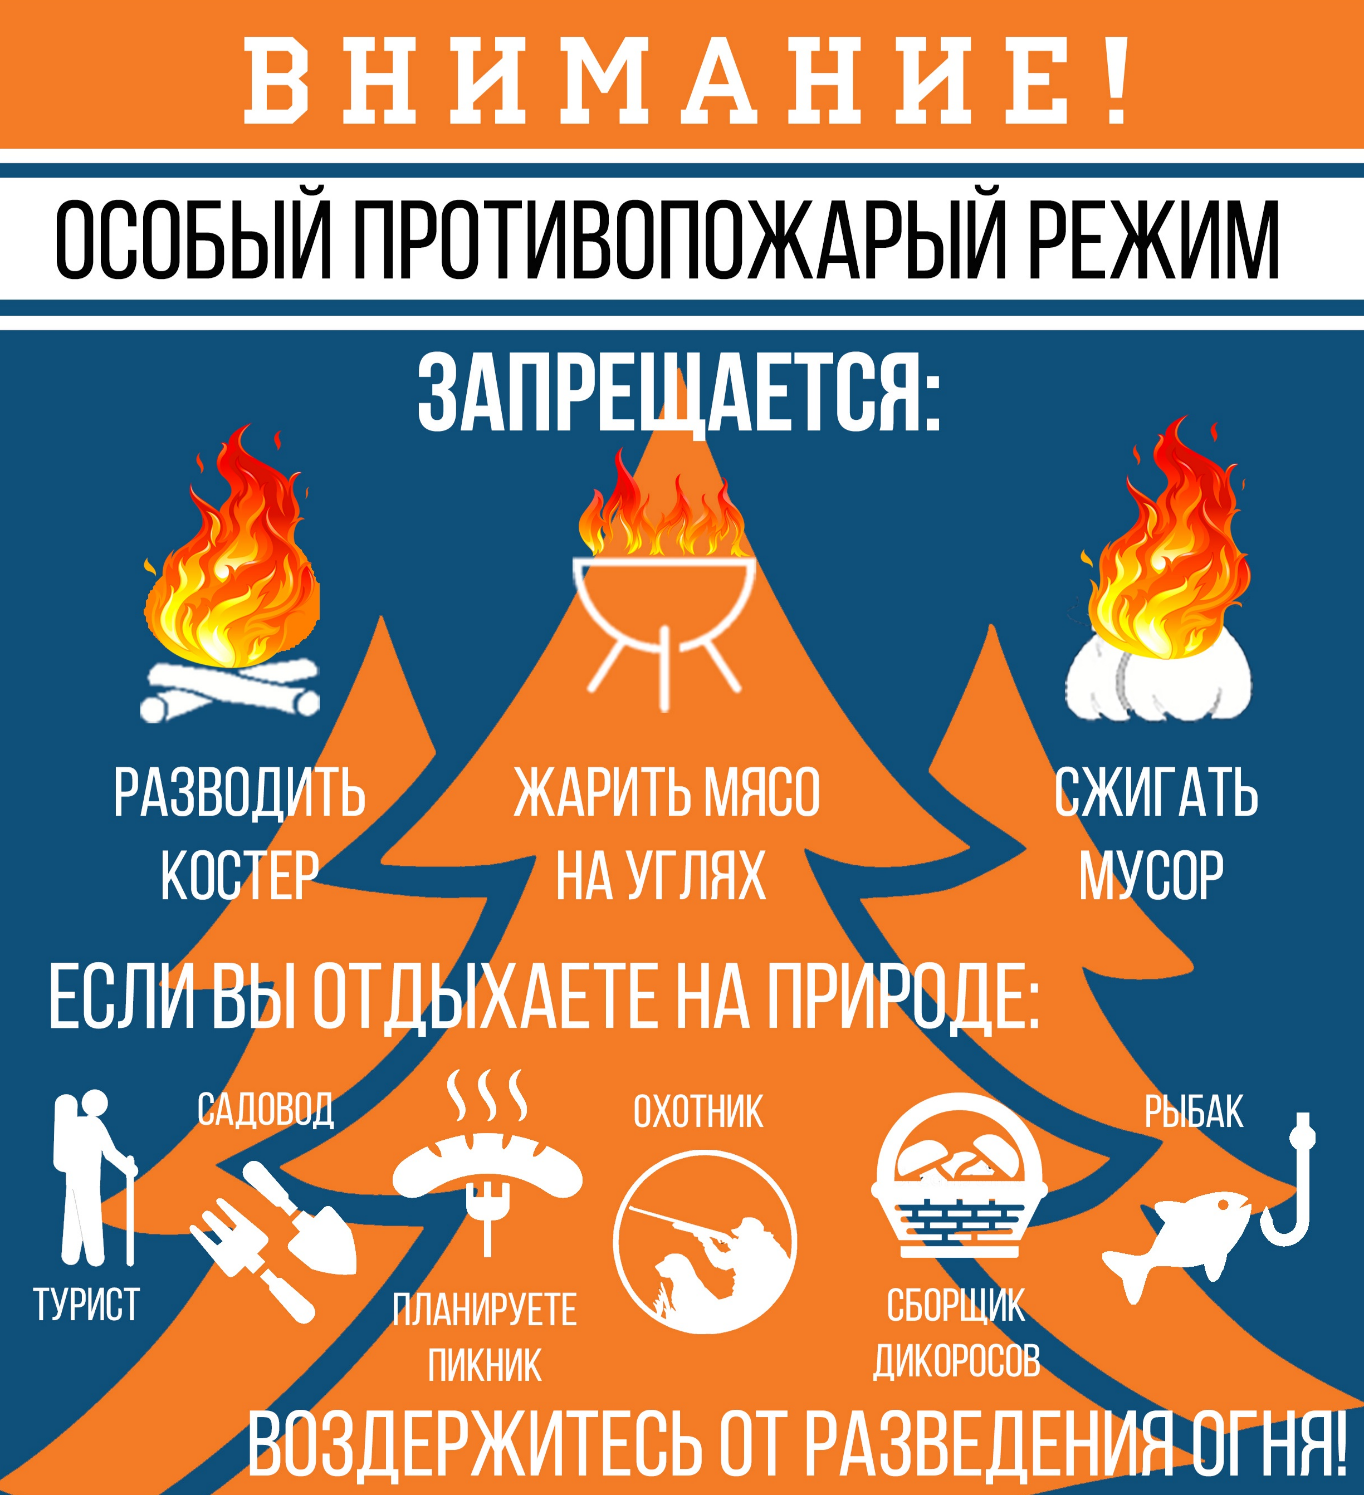 ВНИМАНИЕ!
ОСОБЫЙ ПРОТИВОПОЖАРЫЙ РЕЖИМ
ЗАПРЕЩАЕТСЯ:
РАЗВОДИТЬ
КОСТЕР
ЖАРИТЬ МЯСО
НА УГЛЯХ
СЖИГАТЬ
МУСОР
ЕСЛИ ВЫ ОТДЫХАЕТЕ НА ПРИРОДЕ:
ТУРИСТ
САДОВОД
ПЛАНИРУЕТЕ
ПИКНИК
ОХОТНИК
СБОРЩИК
ДИКОРОСОВ
РЫБАК
ВОЗДЕРЖИТЕСЬ ОТ РАЗВЕДЕНИЯ ОГНЯ!